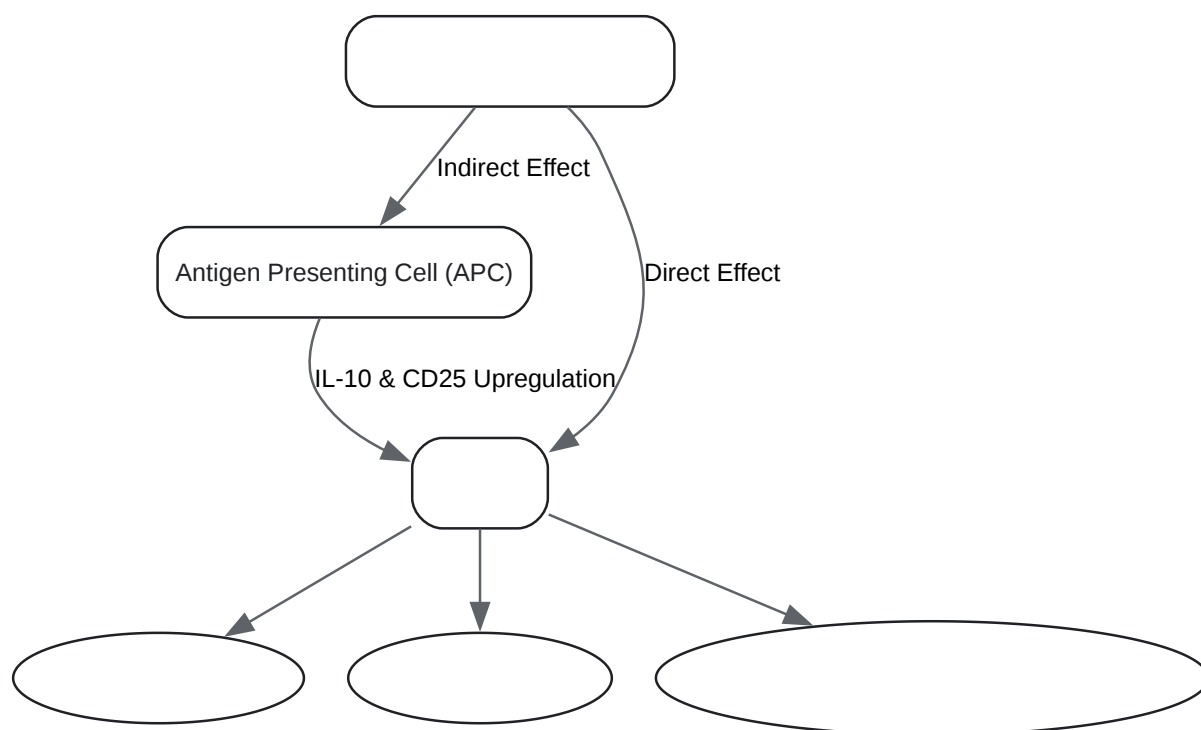 Indirect Effect
Antigen Presenting Cell (APC)
Direct Effect
IL-10 & CD25 Upregulation